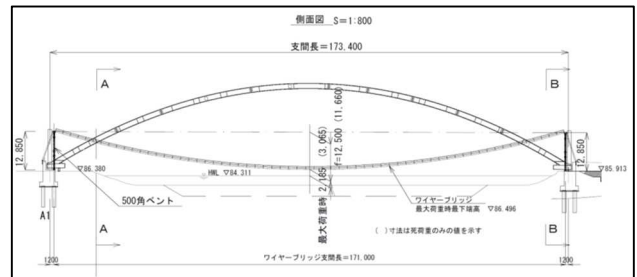 側面図 S=1:800
支間長=173.400
A
B
12.850
最大荷重時 2.185 (3.065)
f=12.500 (11.660)
12.850
▽86.380
HWL ▽84.311
▽85.913
500角ベント
ワイヤーブリッジ
最大荷重時最下端高 ▽86.496
A1
( )寸法は死荷重のみの値を示す
A
B
1200
ワイヤーブリッジ支間長=171.000
1200